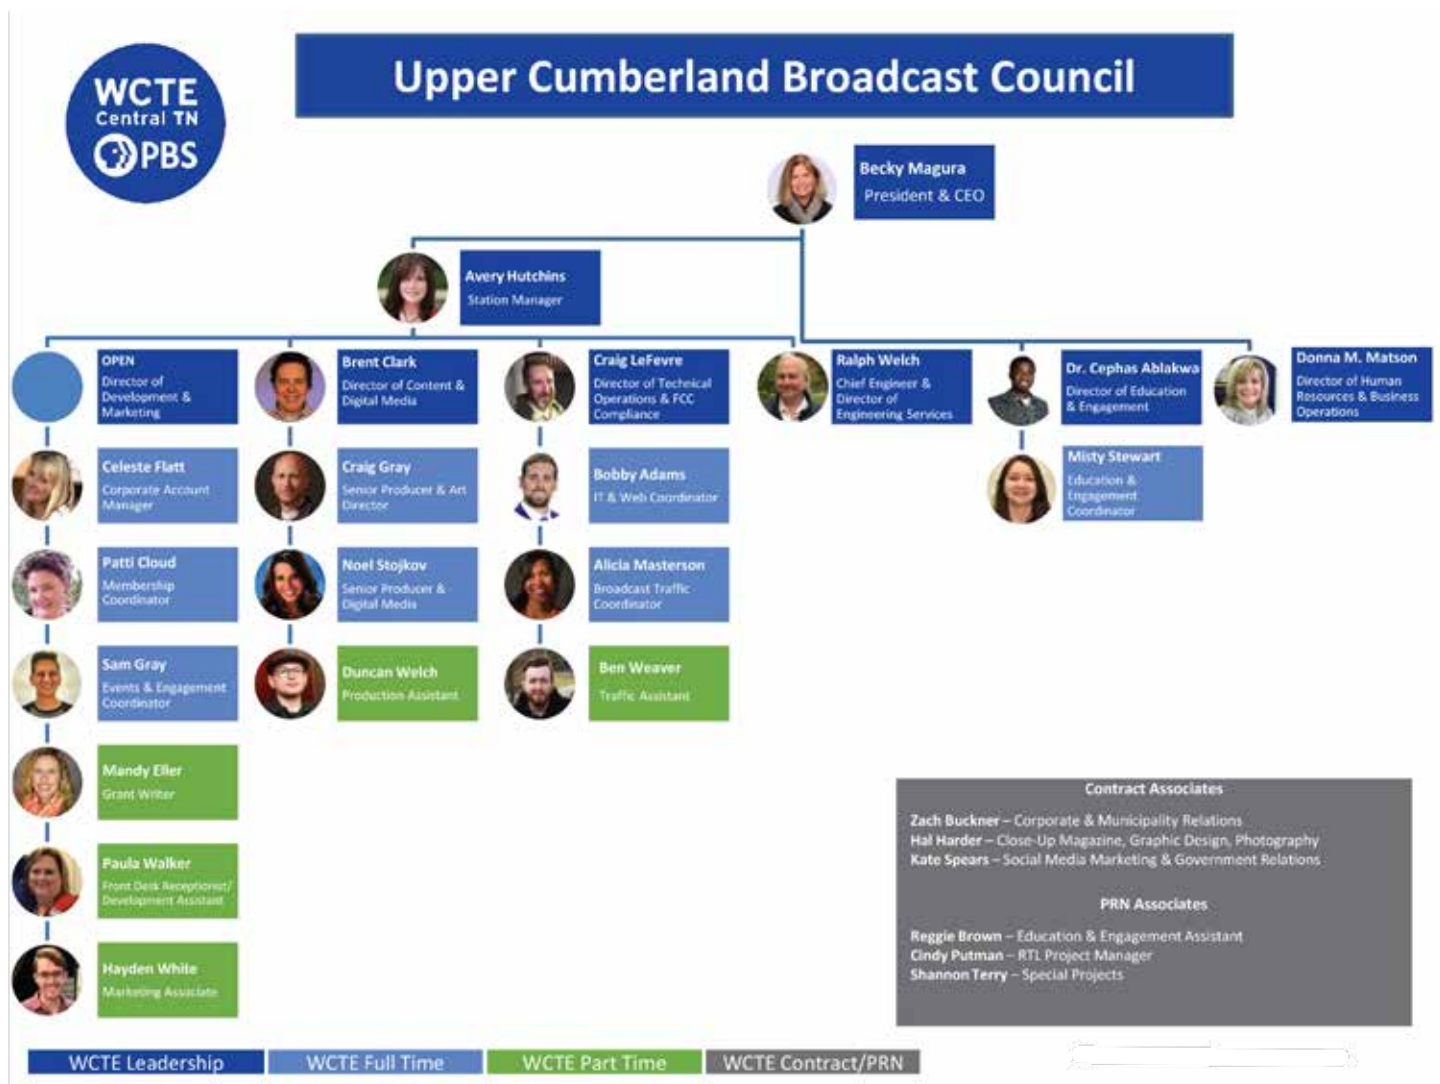 WCTE
Central TN
PBS
Upper Cumberland Broadcast Council
Becky Magura
President & CEO
Avery Hutchins
Station Manager
OPEN
Director of
Development &
Marketing
Celeste Flatt
Corporate Account
Manager
Patti Cloud
Membership
Coordinator
Sam Gray
Events & Engagement
Coordinator
Mandy Eller
Grant Writer
Paula Walker
Front Desk Receptionist/
Development Assistant
Hayden White
Marketing Associate
Brent Clark
Director of Content &
Digital Media
Craig Gray
Senior Producer & Art
Director
Noel Stojkov
Senior Producer &
Digital Media
Duncan Welch
Production Assistant
Craig LeFevre
Director of Technical
Operations & FCC
Compliance
Bobby Adams
IT & Web Coordinator
Alicia Masterson
Broadcast Traffic
Coordinator
Ben Weaver
Traffic Assistant
Ralph Welch
Chief Engineer &
Director of
Engineering Services
Dr. Cephas Ablakwa
Director of Education
& Engagement
Misty Stewart
Education &
Engagement
Coordinator
Donna M. Matson
Director of Human
Resources & Business
Operations
Contract Associates
Zach Buckner – Corporate & Municipality Relations
Hal Harder – Close-Up Magazine, Graphic Design, Photography
Kate Spears – Social Media Marketing & Government Relations
PRN Associates
Reggie Brown – Education & Engagement Assistant
Cindy Putman – RTL Project Manager
Shannon Terry – Special Projects
WCTE Leadership
WCTE Full Time
WCTE Part Time
WCTE Contract/PRN